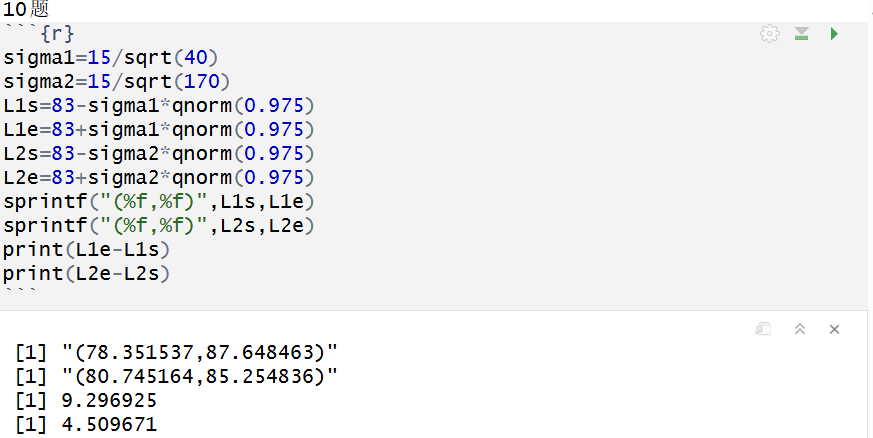 10题
```{r}
sigma1=15/sqrt(40)
sigma2=15/sqrt(170)
L1s=83-sigma1*qnorm(0.975)
L1e=83+sigma1*qnorm(0.975)
L2s=83-sigma2*qnorm(0.975)
L2e=83+sigma2*qnorm(0.975)
sprintf("(%f,%f)",L1s,L1e)
sprintf("(%f,%f)",L2s,L2e)
print(L1e-L1s)
print(L2e-L2s)
```
[1] "(78.351537,87.648463)"
[1] "(80.745164,85.254836)"
[1] 9.296925
[1] 4.509671